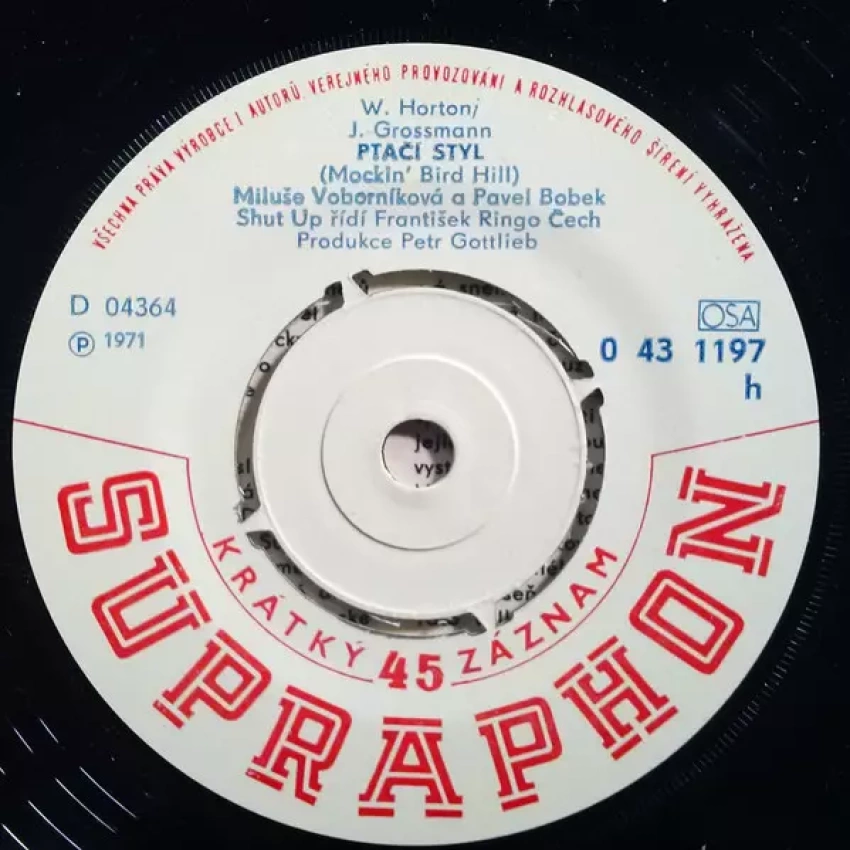 VŠECHNA PRÁVA VÝROBCE I AUTORŮ. VEŘEJNÉHO PROVOZOVÁNÍ A ROZHLASOVÉHO ŠÍŘENÍ VYHRAŽENA
W. Horton/
J. Grossmann
PTAČÍ STYL
(Mockin' Bird Hill)
Miluše Voborníková a Pavel Bobek
Shut Up řídí František Ringo Čech
Produkce Petr Gottlieb
D 04364
Ⓟ 1971
OSA
0 43 1197
h
KRÁTKÝ 45 ZÁZNAM
SUPRAPHON